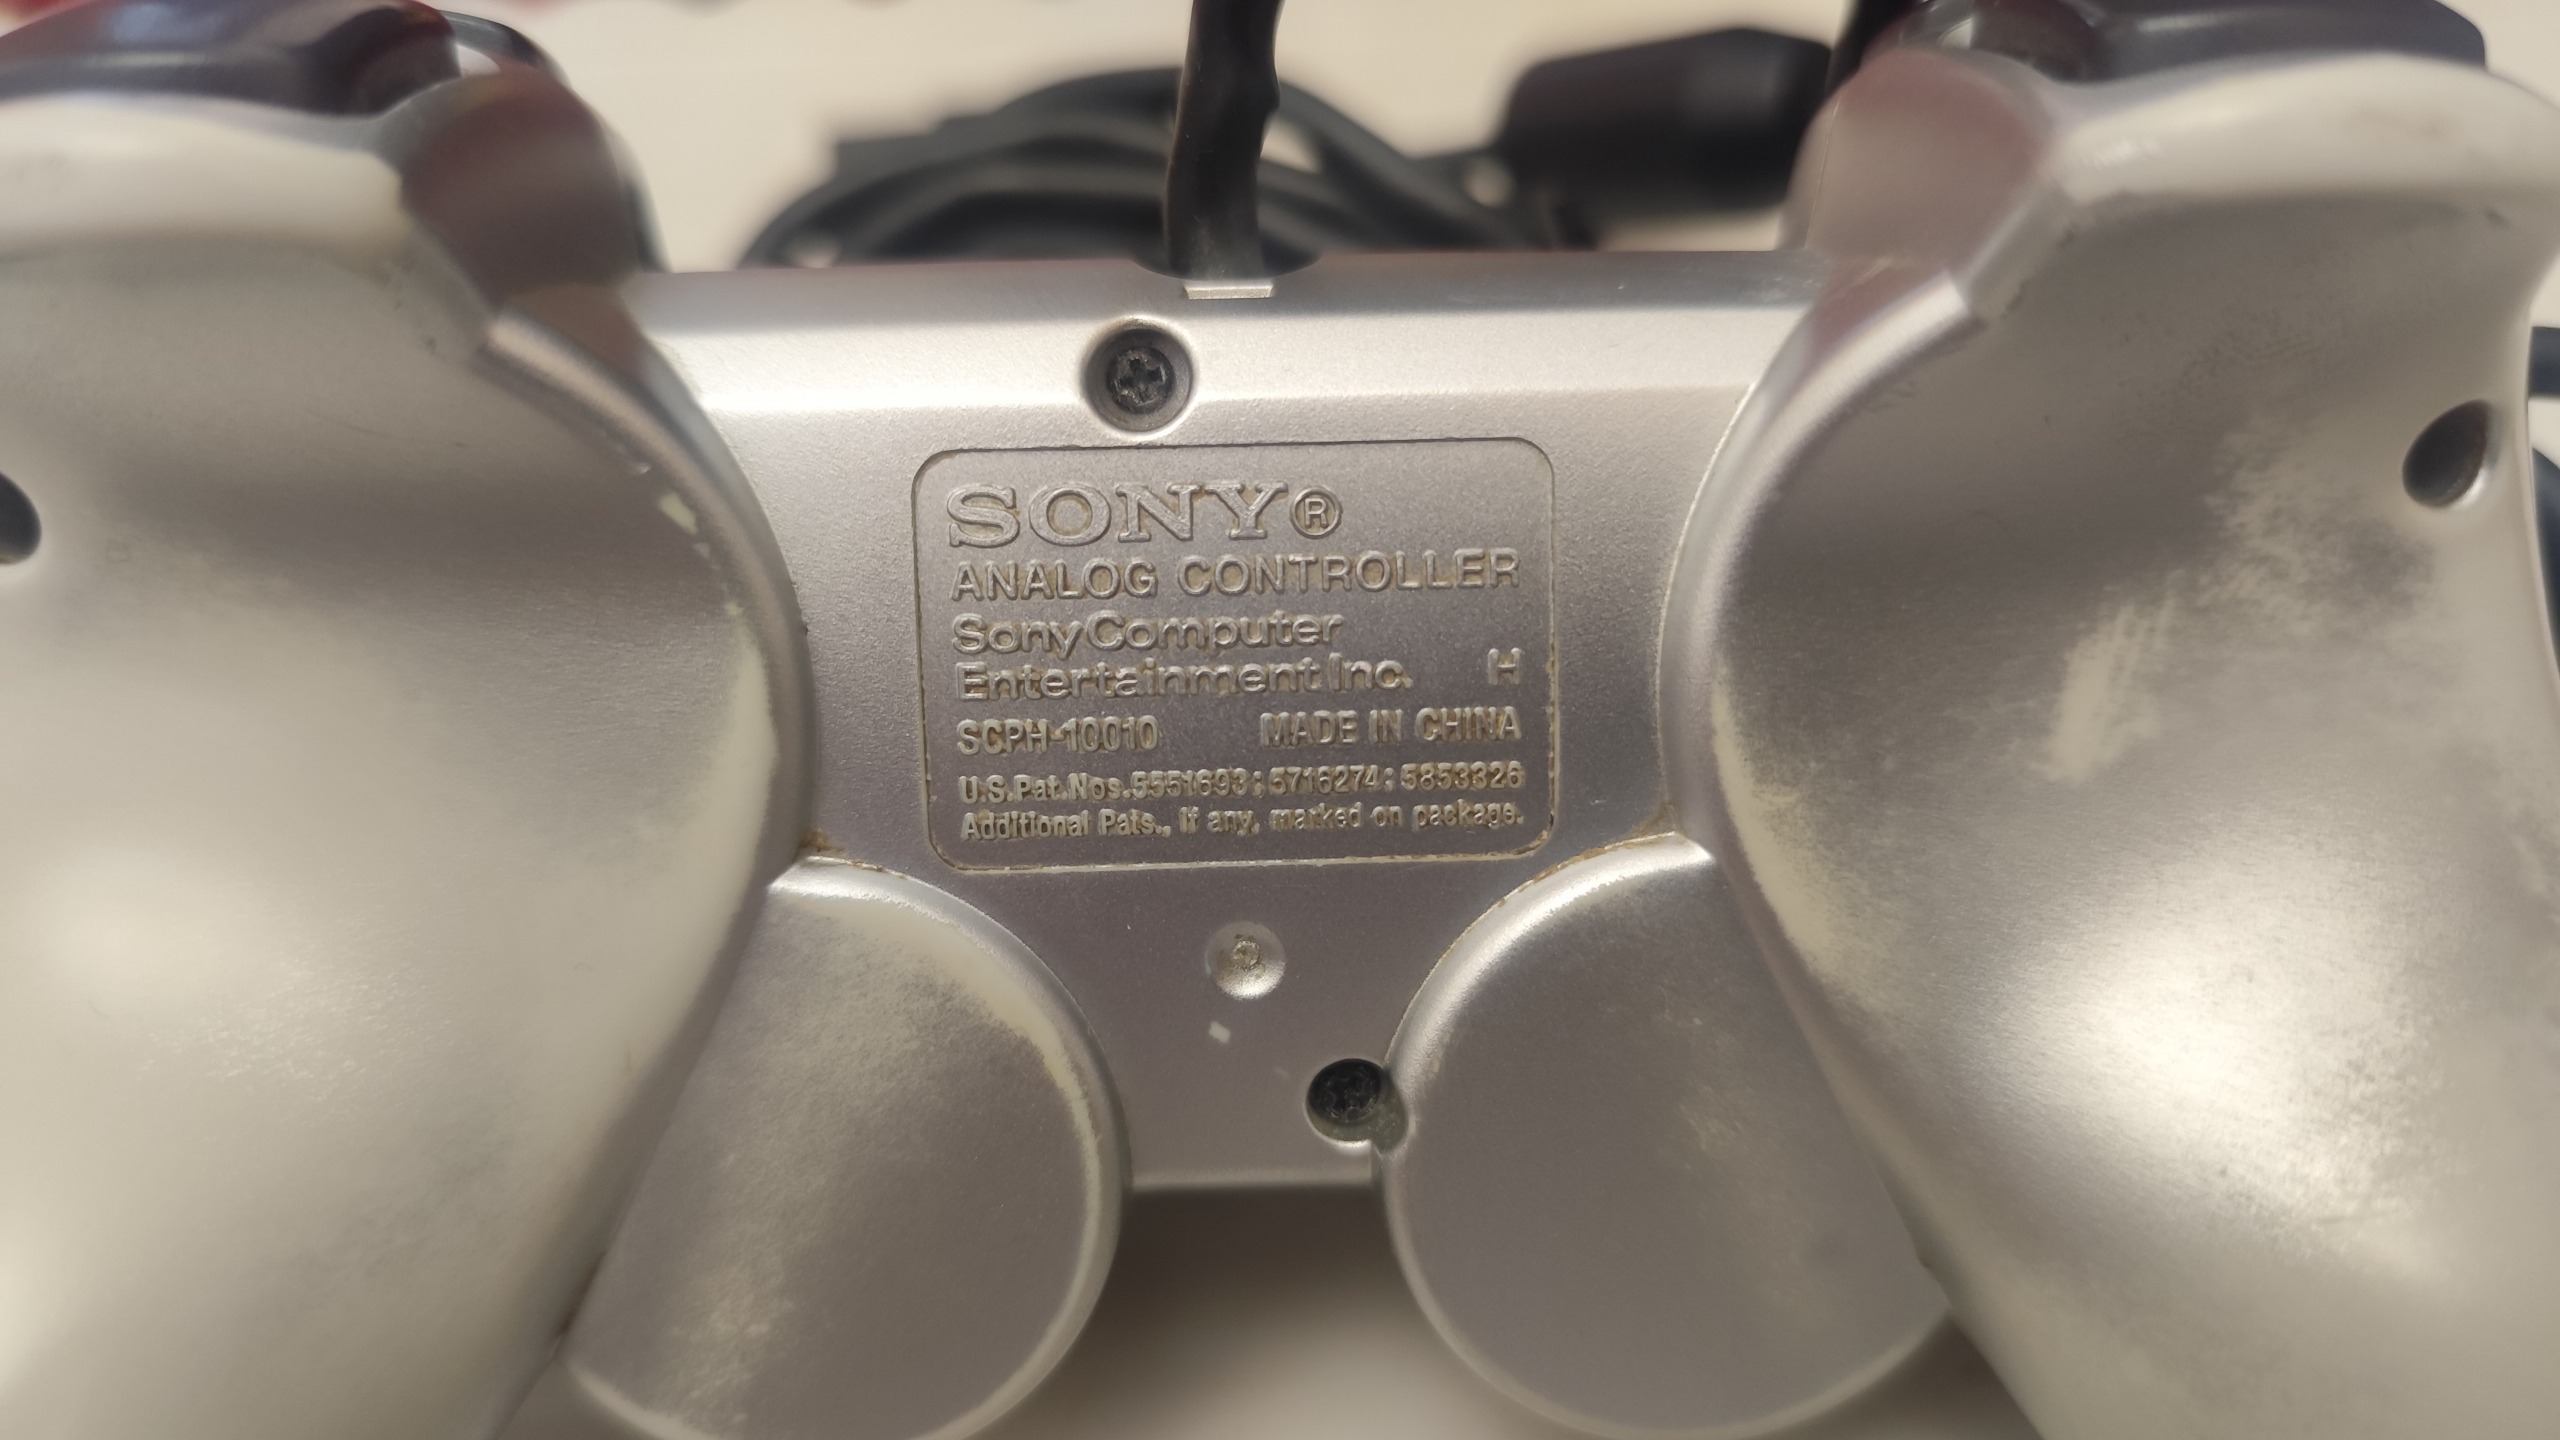 SONY®
ANALOG CONTROLLER
Sony Computer
Entertainment Inc. H
SCPH-10010 MADE IN CHINA
U.S.Pat.Nos.5551693; 5716274; 5853326
Additional Pats., if any, marked on package.